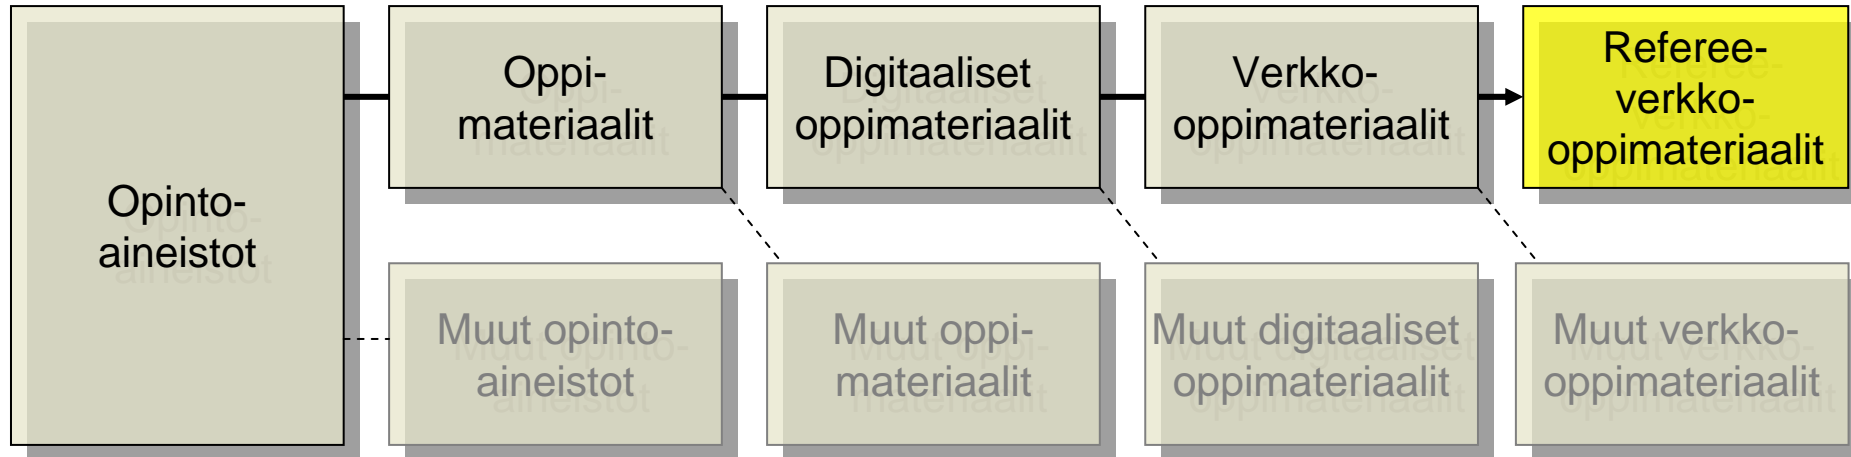 Opinto-
aineistot
Oppi-
materiaalit
Digitaaliset
oppimateriaalit
Verkko-
oppimateriaalit
Referee-
verkko-
oppimateriaalit
Muut opinto-
aineistot
Muut oppi-
materiaalit
Muut digitaaliset
oppimateriaalit
Muut verkko-
oppimateriaalit